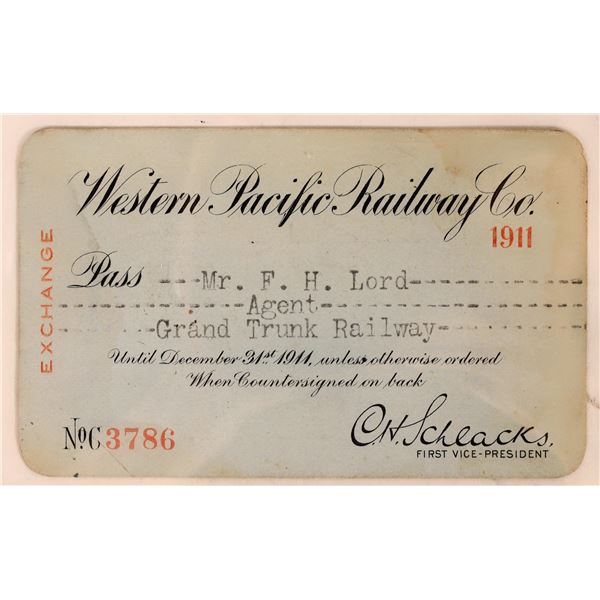 Western Pacific Railway Co.
1911
EXCHANGE
Pass ---Mr. F. H. Lord------------
---------------Agent---------------------
---------Grand Trunk Railway--------------
Until December 31st 1911, unless otherwise ordered
When Countersigned on back
No. C 3786
C.H. Schlacks,
FIRST VICE-PRESIDENT